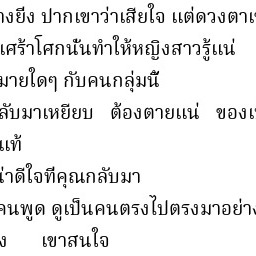 างยิ่ง ปากเขาว่าเสียใจ แต่ดวงตาเ
เศร้าโศกนั้นทำให้หญิงสาวรู้แน่
มายใดๆ กับคนกลุ่มนี้
ลับมาเหยียบ ต้องตายแน่ ของเ
แท้
น่าดีใจที่คุณกลับมา
คนพูด ดูเป็นคนตรงไปตรงมาอย่า
ง เขาสนใจ